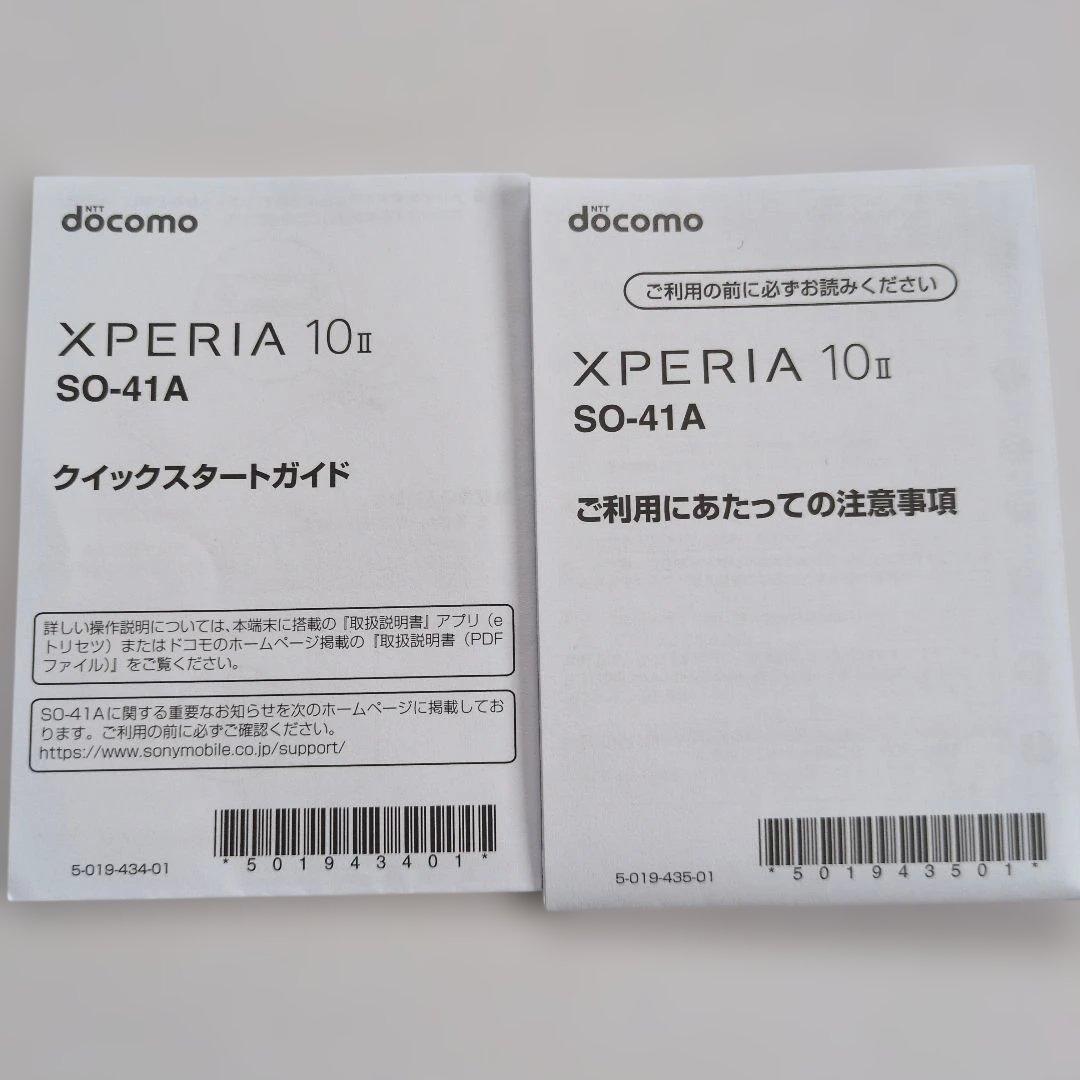 NTT
docomo
XPERIA 10 II
SO-41A
クイックスタートガイド
詳しい操作説明については、本端末に搭載の『取扱説明書』アプリ（e
トリセツ）またはドコモのホームページ掲載の『取扱説明書（PDF
ファイル）』をご覧ください。
SO-41Aに関する重要なお知らせを次のホームページに掲載してお
ります。ご利用の前に必ずご確認ください。
https://www.sonymobile.co.jp/support/
5-019-434-01
*501943401*
NTT
docomo
ご利用の前に必ずお読みください
XPERIA 10 II
SO-41A
ご利用にあたっての注意事項
5-019-435-01
*501943501*